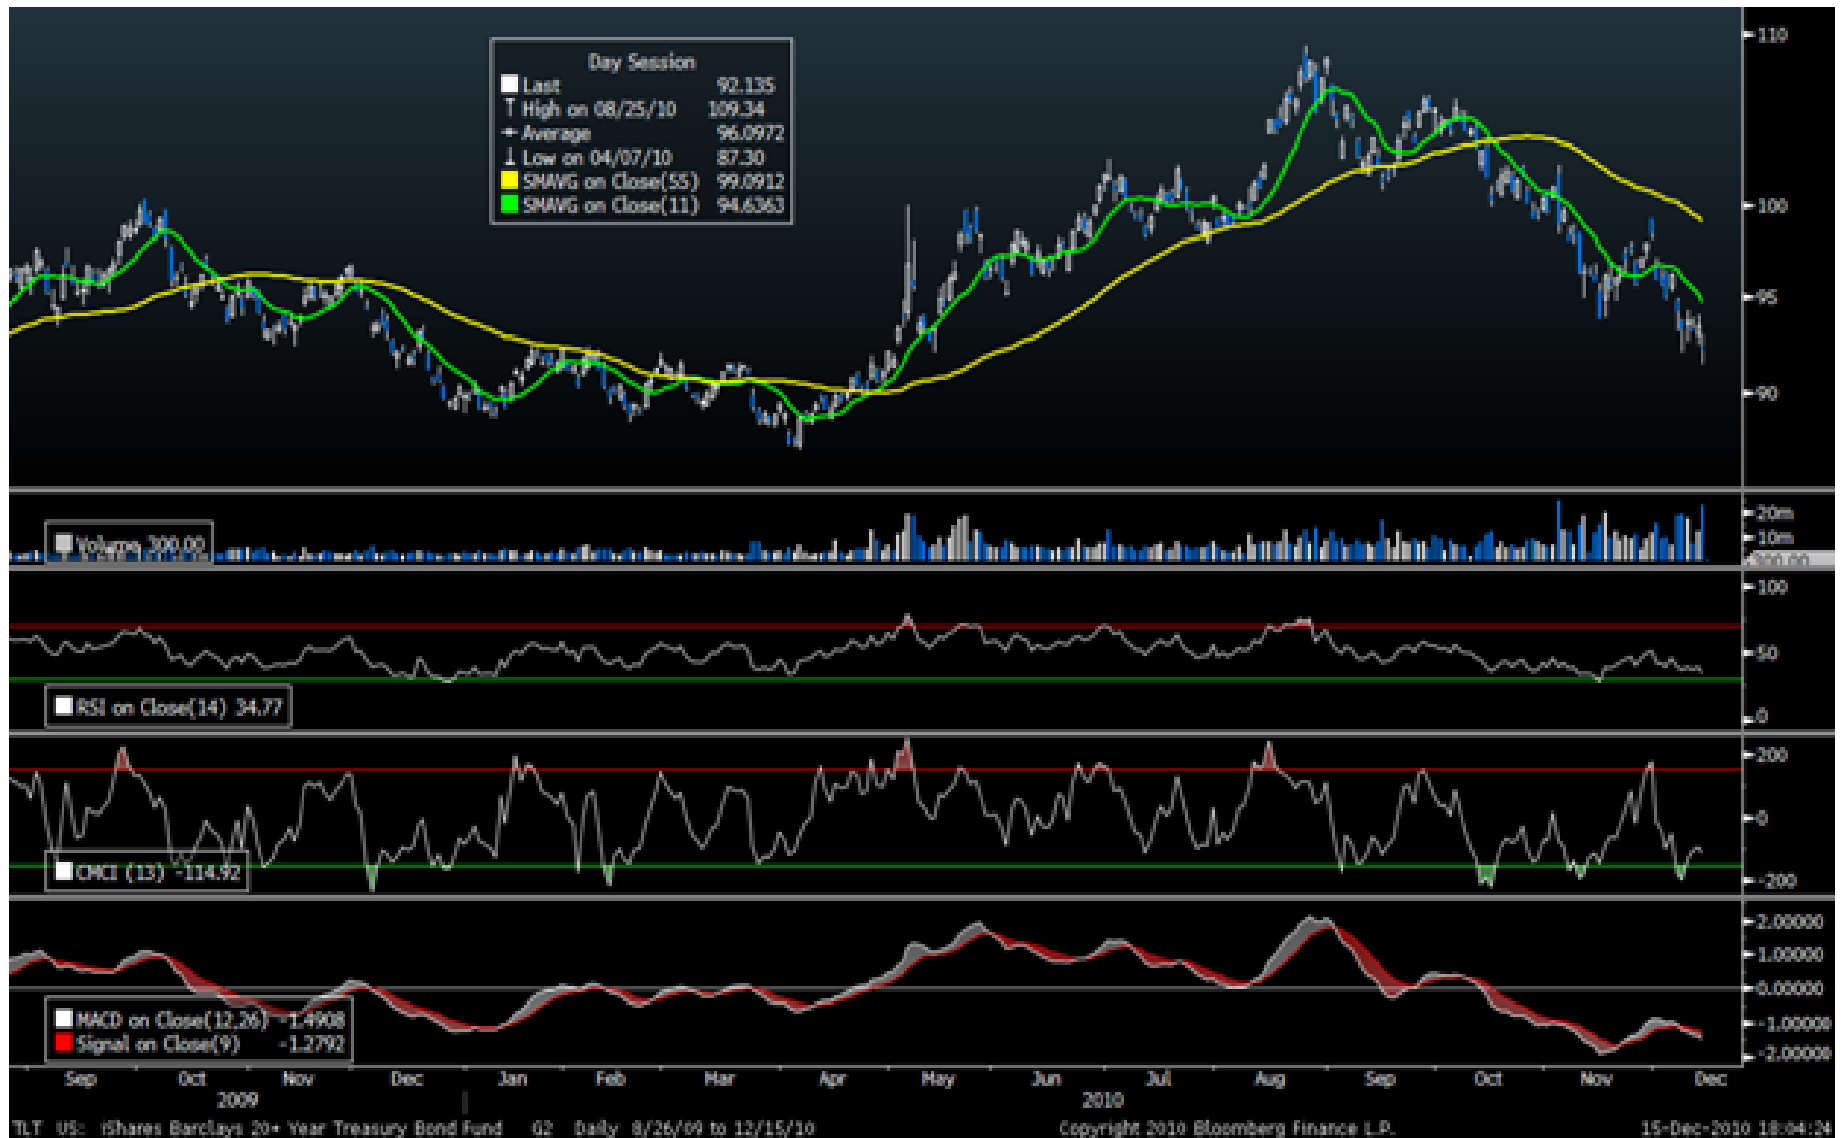 Day Session
Last 92.135
High on 08/25/10 109.34
Average 96.0972
Low on 04/07/10 87.30
SMAVG on Close(55) 99.0912
SMAVG on Close(11) 94.6363
110
100
95
90
Volume 300.00
20m
10m
300.00
100
50
0
RSI on Close(14) 34.77
200
0
-200
CMCI (13) -114.92
2.00000
1.00000
0.00000
-1.00000
-2.00000
MACD on Close(12,26) -1.4908
Signal on Close(9) -1.2792
Sep Oct Nov Dec Jan Feb Mar Apr May Jun Jul Aug Sep Oct Nov Dec
2009 2010
TLT US: iShares Barclays 20+ Year Treasury Bond Fund G2 Daily 8/26/09 to 12/15/10 Copyright 2010 Bloomberg Finance L.P. 15-Dec-2010 18:04:24